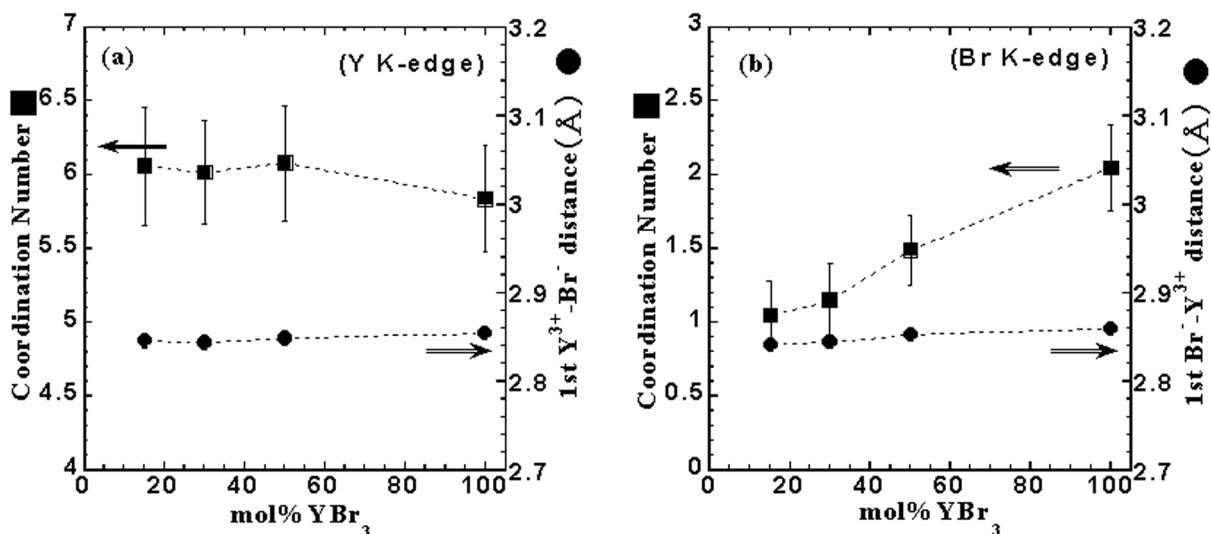 (a)
(Y K-edge)
Coordination Number
7
6.5
6
5.5
5
4.5
4
3.2
3.1
3
2.9
2.8
2.7
1st Y³⁺-Br⁻ distance(Å)
0 20 40 60 80 100
mol% YBr₃
(b)
(Br K-edge)
Coordination Number
3
2.5
2
1.5
1
0.5
0
3.2
3.1
3
2.9
2.8
2.7
1st Br⁻-Y³⁺ distance(Å)
0 20 40 60 80 100
mol% YBr₃